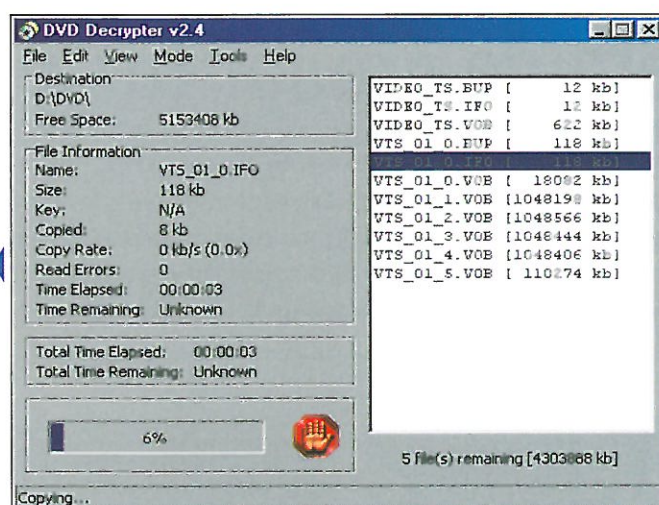 DVD Decrypter v2.4
File Edit View Mode Tools Help
Destination
D:\DVD\
Free Space: 5153408 kb
File Information
Name: VTS_01_0.IFO
Size: 118 kb
Key: N/A
Copied: 8 kb
Copy Rate: 0 kb/s (0.0x)
Read Errors: 0
Time Elapsed: 00:00:03
Time Remaining: Unknown
Total Time Elapsed: 00:00:03
Total Time Remaining: Unknown
6%
VIDEO_TS.BUP [ 12 kb]
VIDEO_TS.IFO [ 12 kb]
VIDEO_TS.VOB [ 622 kb]
VTS_01_0.BUP [ 118 kb]
VTS_01_0.IFO [ 118 kb]
VTS_01_0.VOB [ 18082 kb]
VTS_01_1.VOB [1048198 kb]
VTS_01_2.VOB [1048566 kb]
VTS_01_3.VOB [1048444 kb]
VTS_01_4.VOB [1048406 kb]
VTS_01_5.VOB [ 110274 kb]
5 file(s) remaining [4303888 kb]
Copying...